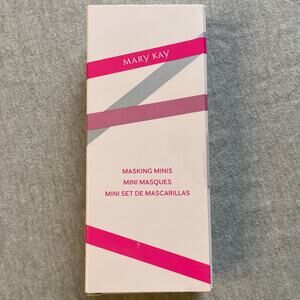 MARY KAY
MASKING MINIS
MINI MASQUES
MINI SET DE MASCARILLAS